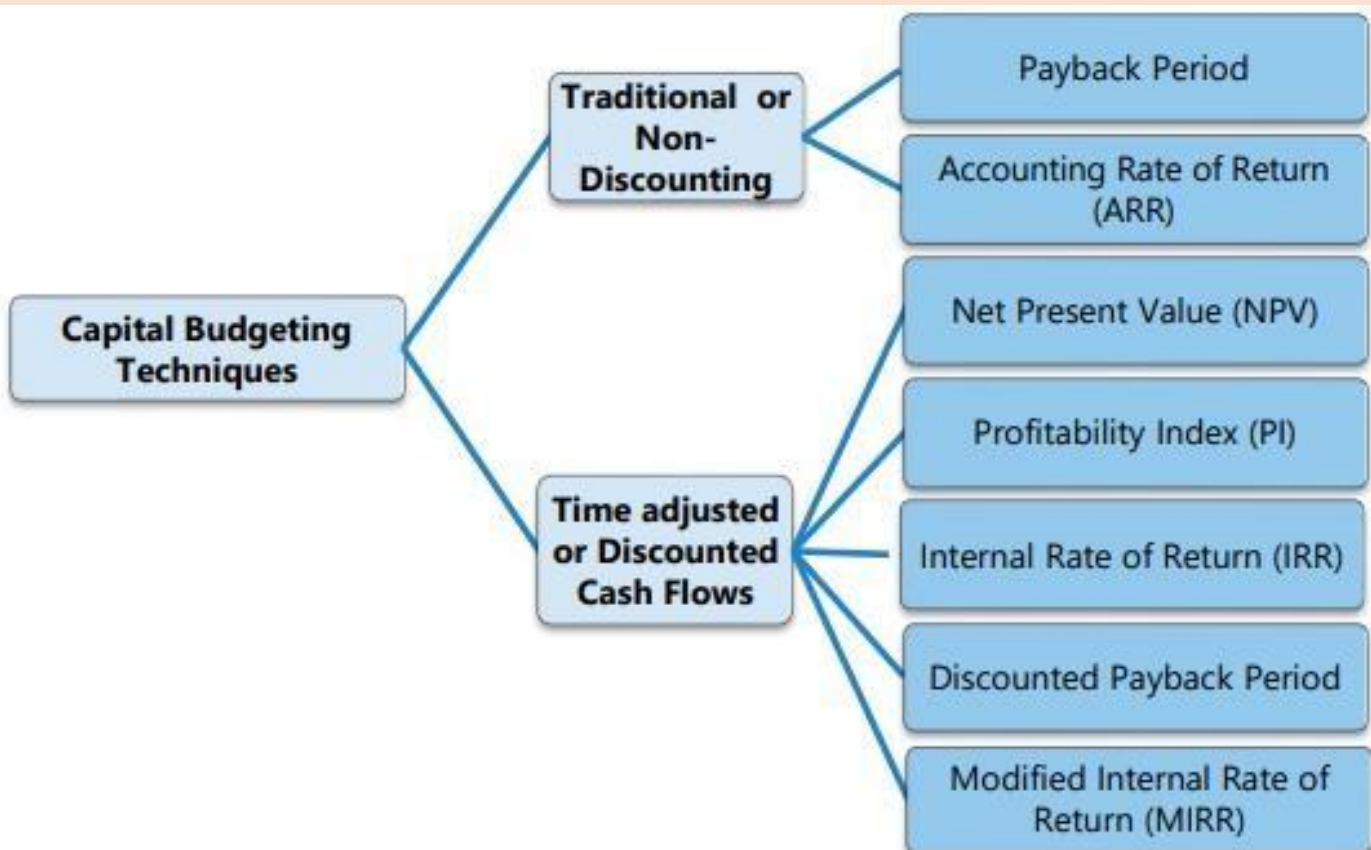 Capital Budgeting
Techniques
Traditional or
Non-
Discounting
Payback Period
Accounting Rate of Return
(ARR)
Time adjusted
or Discounted
Cash Flows
Net Present Value (NPV)
Profitability Index (PI)
Internal Rate of Return (IRR)
Discounted Payback Period
Modified Internal Rate of
Return (MIRR)